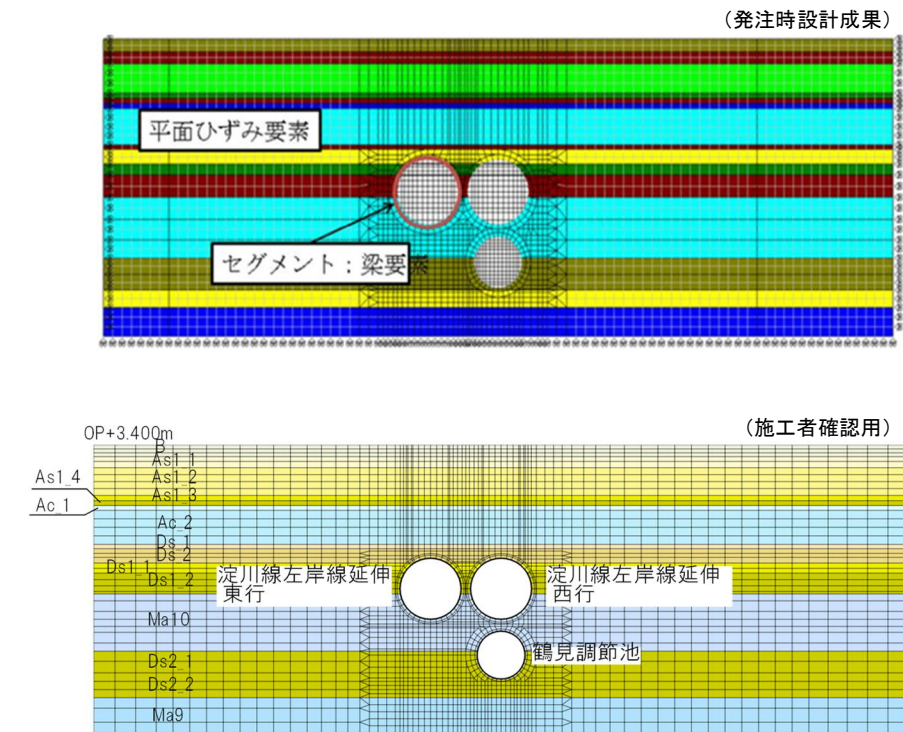 （発注時設計成果）
平面ひずみ要素
セグメント：梁要素
（施工者確認用）
OP+3.400m
B
As1_1
As1_4
As1_2
As1_3
Ac_1
Ac_2
Ds_1
Ds_2
Ds1_1
Ds1_2
淀川線左岸線延伸
東行
淀川線左岸線延伸
西行
Ma10
鶴見調節池
Ds2_1
Ds2_2
Ma9